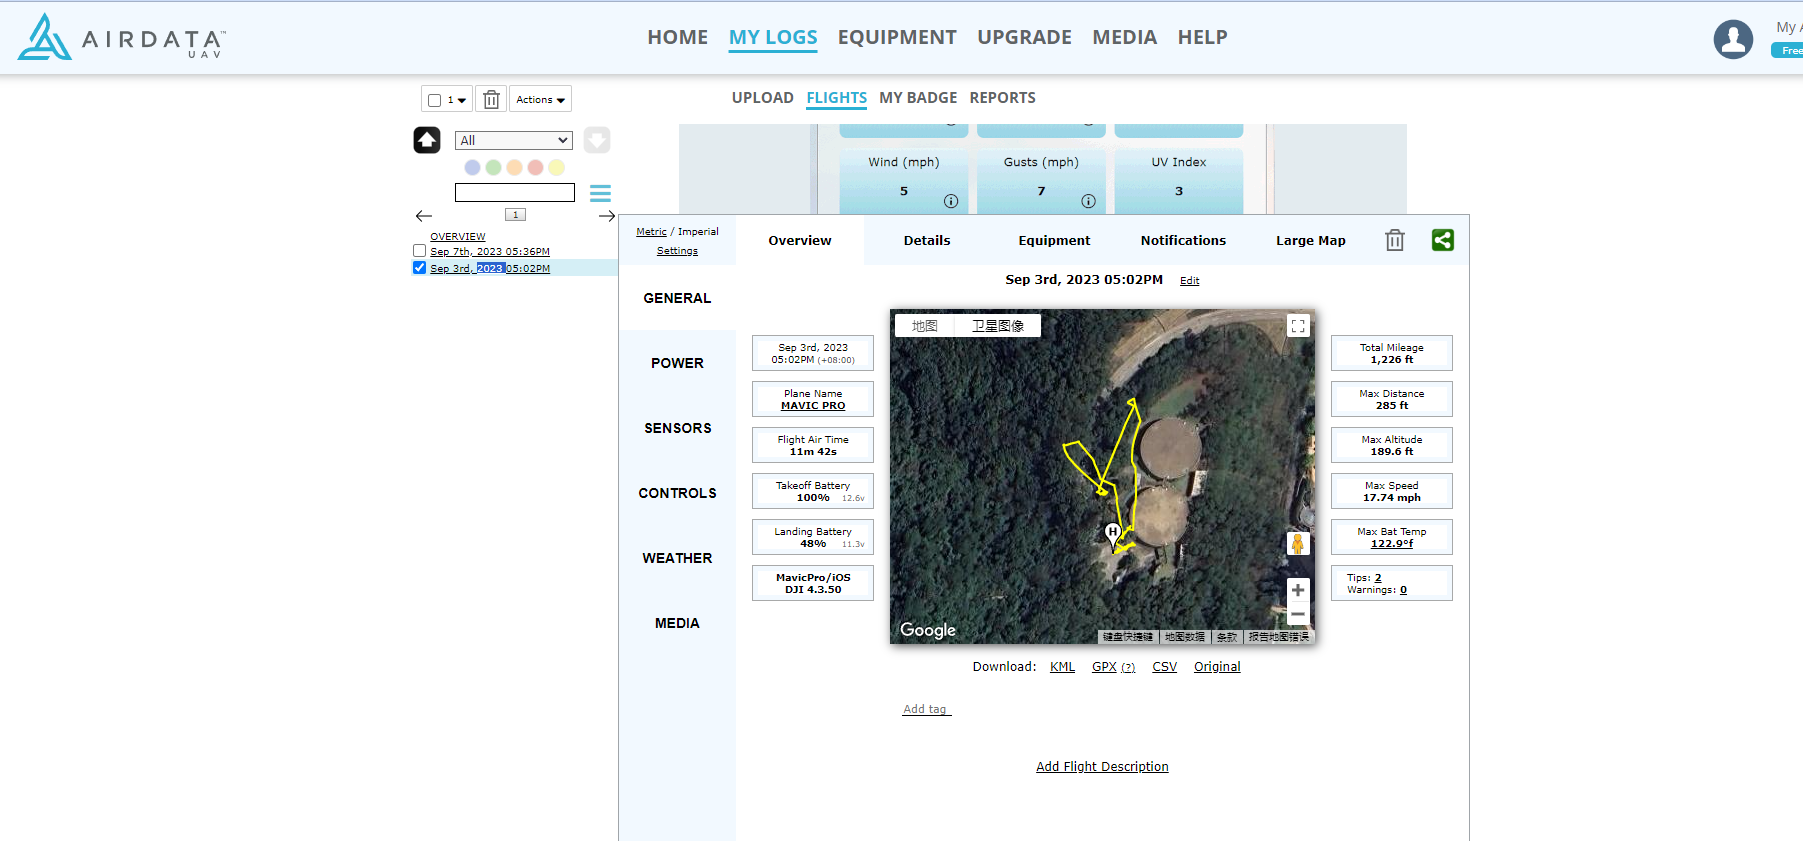 AIRDATA™
UAV
HOME MY LOGS EQUIPMENT UPGRADE MEDIA HELP
My A
Free
1 Actions
UPLOAD FLIGHTS MY BADGE REPORTS
All
1
OVERVIEW
Sep 7th, 2023 05:36PM
Sep 3rd, 2023 05:02PM
Wind (mph) Gusts (mph) UV Index
5 7 3
Metric / Imperial
Settings
Overview Details Equipment Notifications Large Map
Sep 3rd, 2023 05:02PM Edit
GENERAL
POWER
SENSORS
CONTROLS
WEATHER
MEDIA
Sep 3rd, 2023
05:02PM (+08:00)
Plane Name
MAVIC PRO
Flight Air Time
11m 42s
Takeoff Battery
100% 12.6v
Landing Battery
48% 11.3v
MavicPro/iOS
DJI 4.3.50
地图 卫星图像
H
Google
键盘快捷键 地图数据 条款 报告地图错误
Total Mileage
1,226 ft
Max Distance
285 ft
Max Altitude
189.6 ft
Max Speed
17.74 mph
Max Bat Temp
122.9°f
Tips: 2
Warnings: 0
Download: KML GPX (?) CSV Original
Add tag
Add Flight Description